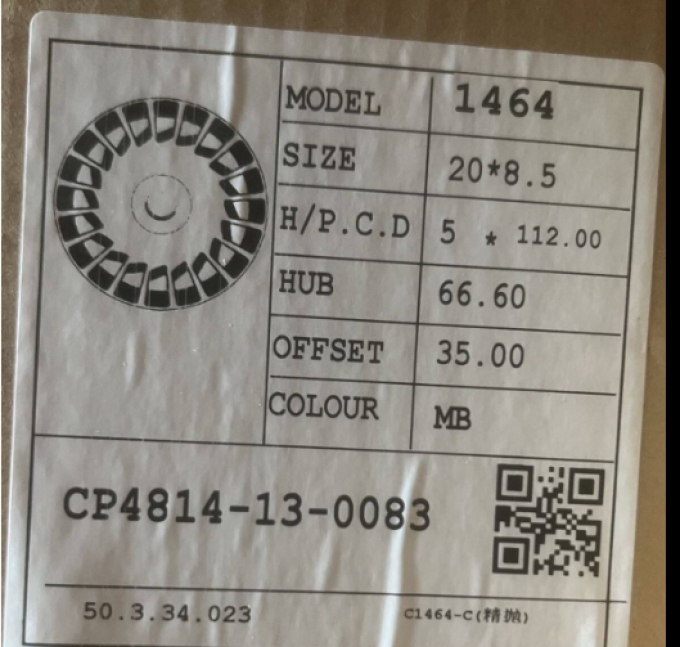 MODEL 1464
SIZE 20*8.5
H/P.C.D 5 * 112.00
HUB 66.60
OFFSET 35.00
COLOUR MB
CP4814-13-0083
50.3.34.023 C1464-C(精抛)